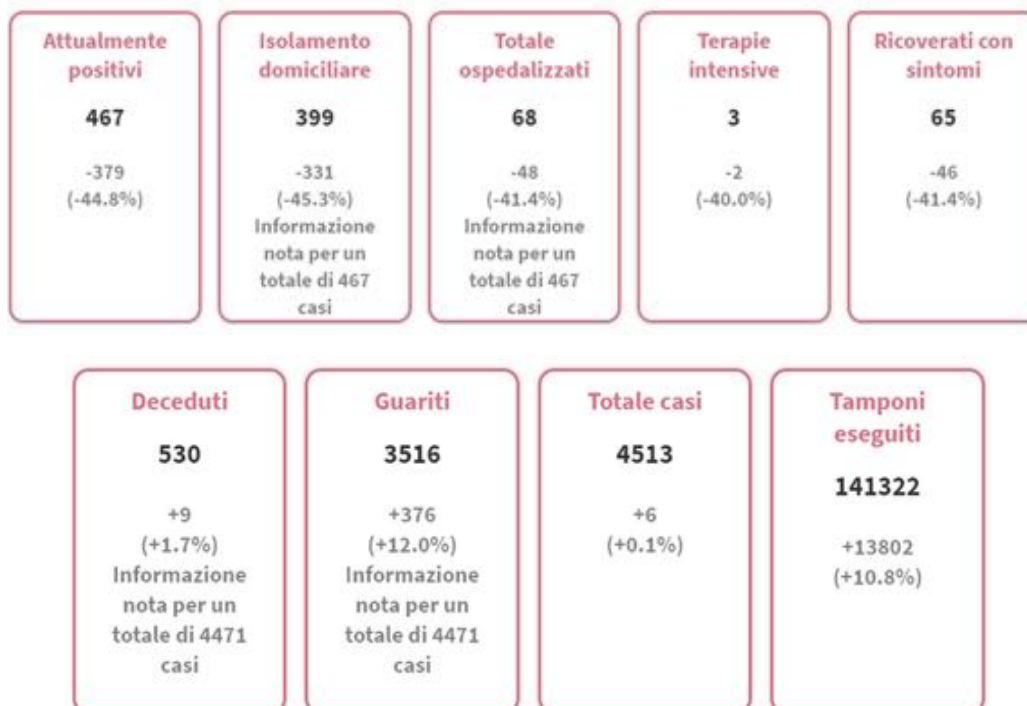 Attualmente
positivi
467
-379
(-44.8%)
Isolamento
domiciliare
399
-331
(-45.3%)
Informazione
nota per un
totale di 467
casi
Totale
ospedalizzati
68
-48
(-41.4%)
Informazione
nota per un
totale di 467
casi
Terapie
intensive
3
-2
(-40.0%)
Ricoverati con
sintomi
65
-46
(-41.4%)
Deceduti
530
+9
(+1.7%)
Informazione
nota per un
totale di 4471
casi
Guariti
3516
+376
(+12.0%)
Informazione
nota per un
totale di 4471
casi
Totale casi
4513
+6
(+0.1%)
Tamponi
eseguiti
141322
+13802
(+10.8%)